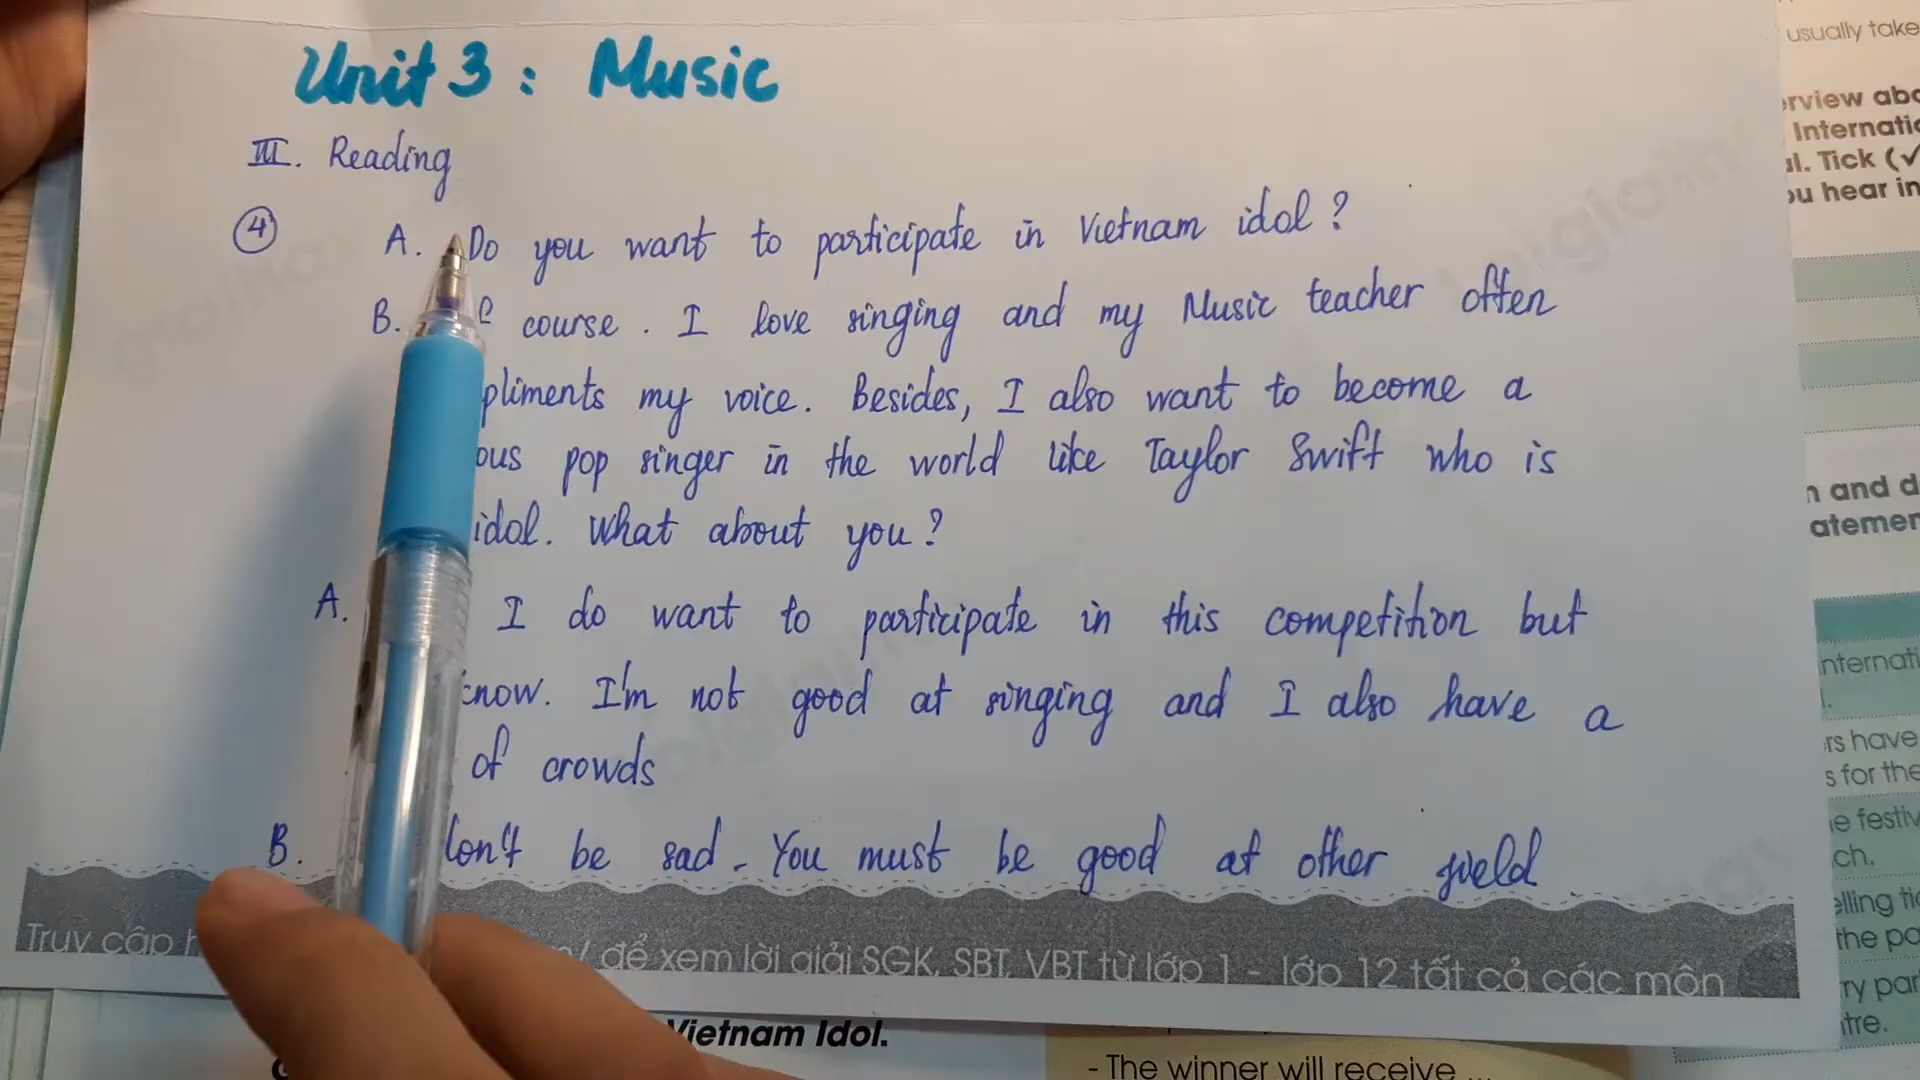 Unit 3 : Music
III. Reading
4 A. Do you want to participate in Vietnam idol ?
B. course . I love singing and my Music teacher often
pliments my voice. Besides, I also want to become a
ous pop singer in the world like Taylor Swift who is
idol. What about you ?
A. I do want to participate in this competition but
now. I'm not good at singing and I also have a
of crowds
B. don't be sad . You must be good at other field .
Truy cập để xem lời giải SGK, SBT, VBT từ lớp 1 - lớp 12 tất cả các môn
Vietnam Idol.
- The winner will receive ...
usually take
erview abo
Internatio
al. Tick (✓
ou hear in
n and d
atemen
nternati
l.
rs have
s for the
e festiv
ch.
elling tic
the pa
ry par
tre.